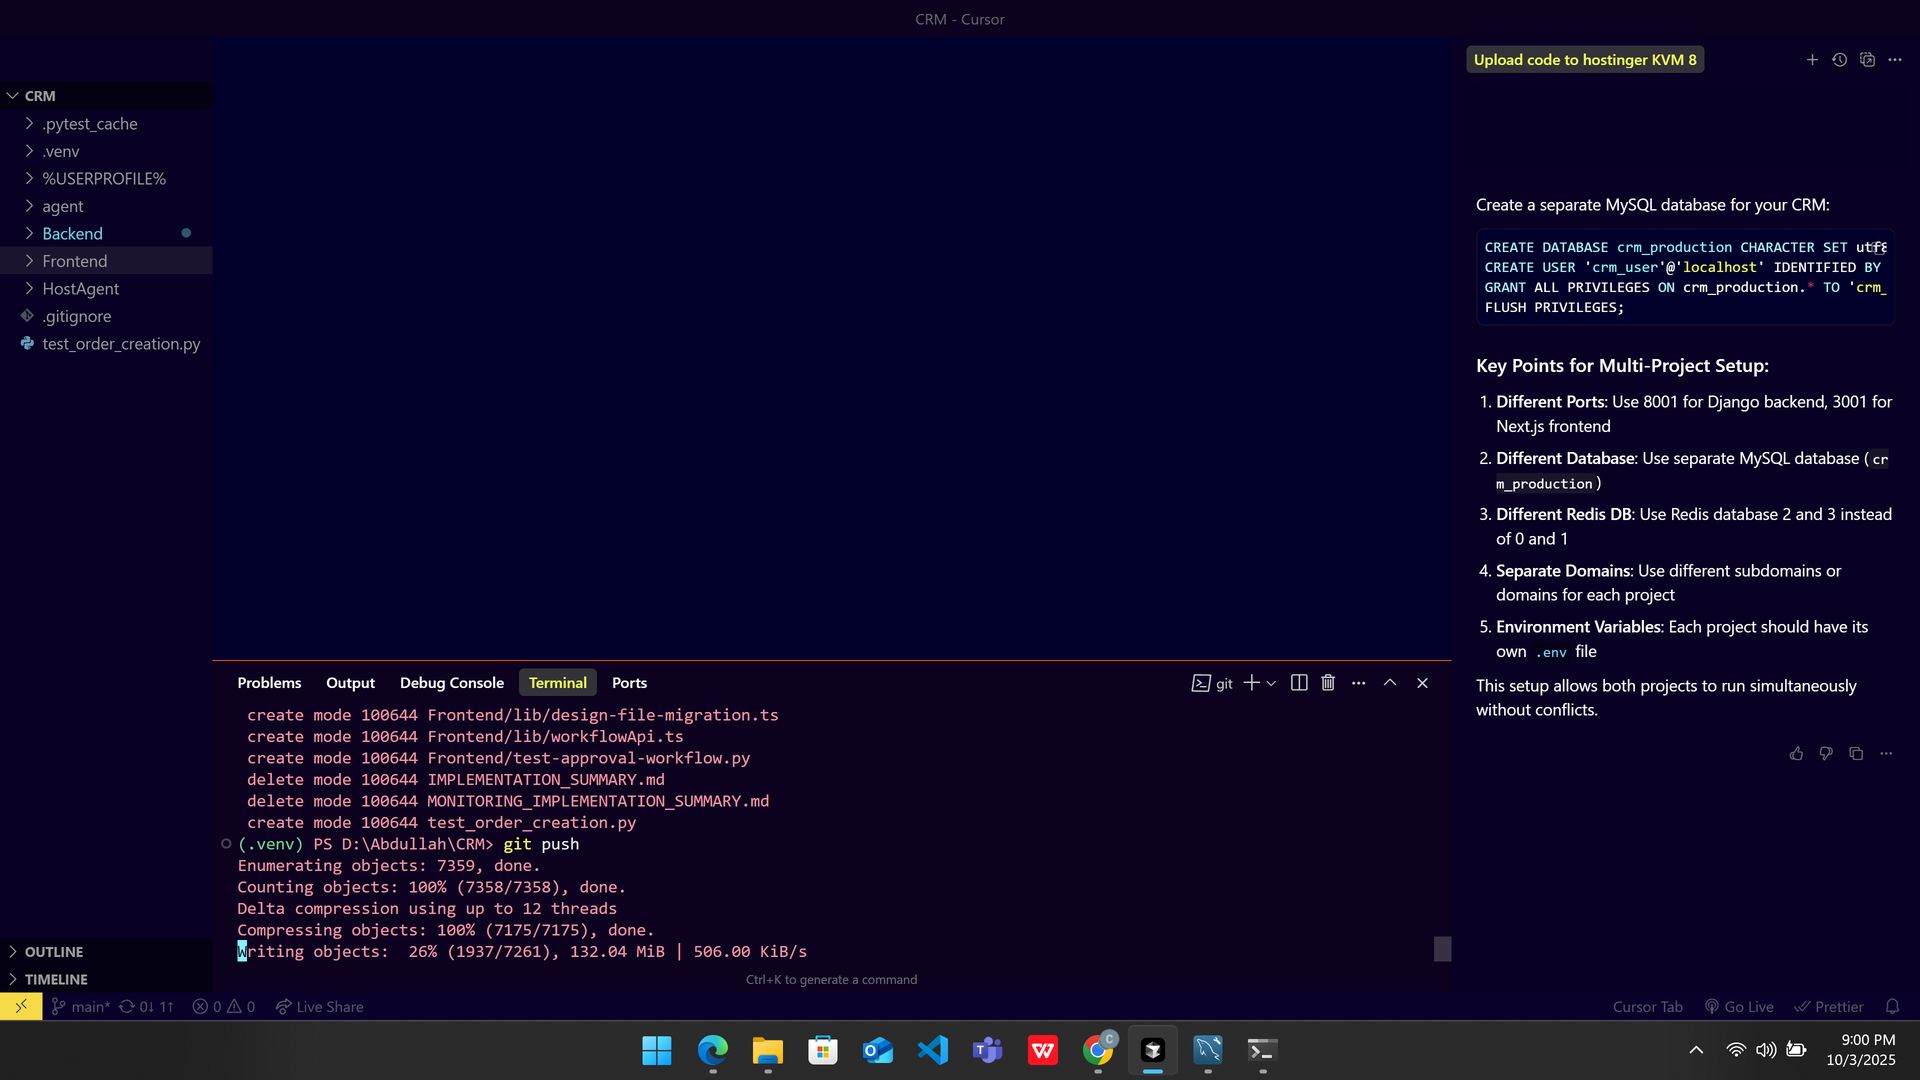 CRM - Cursor
CRM
.pytest_cache
.venv
%USERPROFILE%
agent
Backend
Frontend
HostAgent
.gitignore
test_order_creation.py
OUTLINE
TIMELINE
Problems
Output
Debug Console
Terminal
Ports
git
create mode 100644 Frontend/lib/design-file-migration.ts
create mode 100644 Frontend/lib/workflowApi.ts
create mode 100644 Frontend/test-approval-workflow.py
delete mode 100644 IMPLEMENTATION_SUMMARY.md
delete mode 100644 MONITORING_IMPLEMENTATION_SUMMARY.md
create mode 100644 test_order_creation.py
(.venv) PS D:\Abdullah\CRM> git push
Enumerating objects: 7359, done.
Counting objects: 100% (7358/7358), done.
Delta compression using up to 12 threads
Compressing objects: 100% (7175/7175), done.
Writing objects:  26% (1937/7261), 132.04 MiB | 506.00 KiB/s
Ctrl+K to generate a command
Upload code to hostinger KVM 8
Create a separate MySQL database for your CRM:
CREATE DATABASE crm_production CHARACTER SET utf8
CREATE USER 'crm_user'@'localhost' IDENTIFIED BY
GRANT ALL PRIVILEGES ON crm_production.* TO 'crm_
FLUSH PRIVILEGES;
Key Points for Multi-Project Setup:
1. Different Ports: Use 8001 for Django backend, 3001 for
Next.js frontend
2. Different Database: Use separate MySQL database (cr
m_production)
3. Different Redis DB: Use Redis database 2 and 3 instead
of 0 and 1
4. Separate Domains: Use different subdomains or
domains for each project
5. Environment Variables: Each project should have its
own .env file
This setup allows both projects to run simultaneously
without conflicts.
main* 0↓ 1↑ 0 0 Live Share
Cursor Tab Go Live Prettier
9:00 PM
10/3/2025